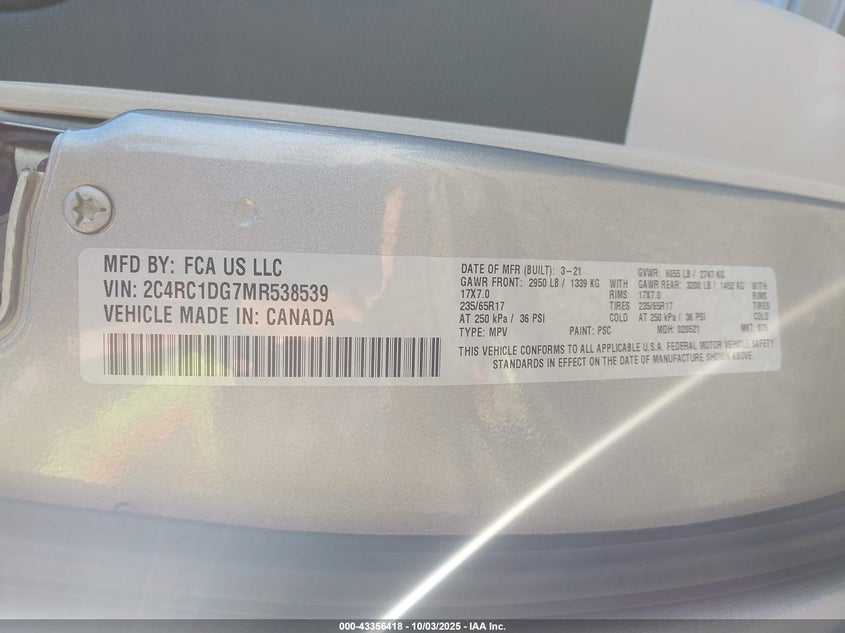 MFD BY: FCA US LLC
VIN: 2C4RC1DG7MR538539
VEHICLE MADE IN: CANADA
DATE OF MFR (BUILT): 3-21 GVWR: 6055 LB / 2747 KG
GAWR FRONT: 2950 LB / 1339 KG WITH GAWR REAR: 3200 LB / 1452 KG WITH
17X7.0 RIMS 17X7.0 RIMS
235/65R17 TIRES 235/65R17 TIRES
AT 250 kPa / 36 PSI COLD AT 250 kPa / 36 PSI COLD
TYPE: MPV PAINT: PSC MDH: 020521 MKT: 875
THIS VEHICLE CONFORMS TO ALL APPLICABLE U.S.A. FEDERAL MOTOR VEHICLE SAFETY
STANDARDS IN EFFECT ON THE DATE OF MANUFACTURE SHOWN ABOVE.
000-43356418 - 10/03/2025 - IAA Inc.